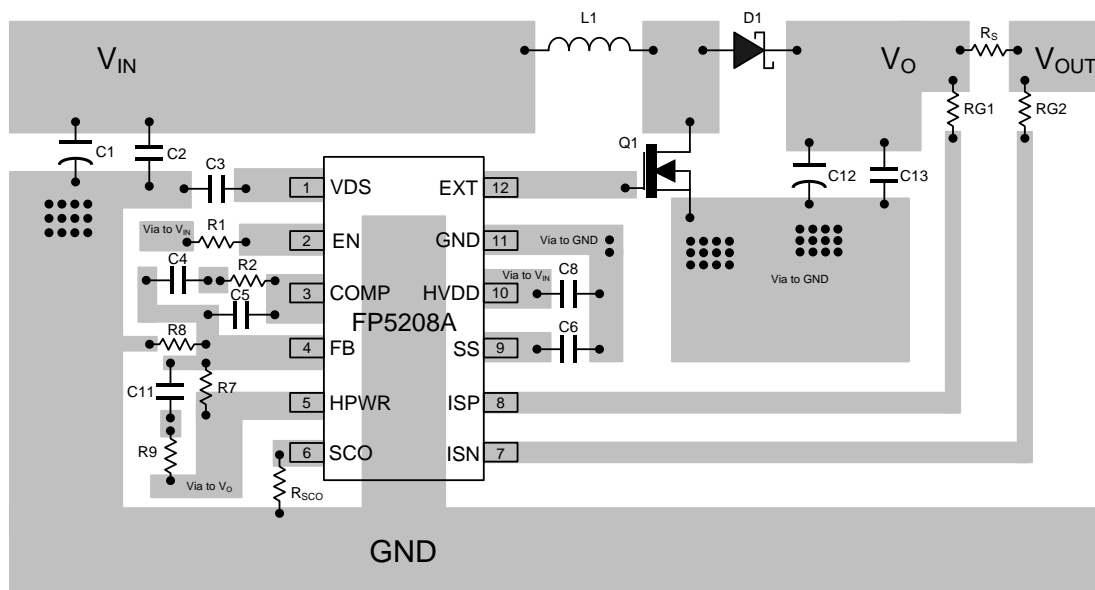 L1
D1
RS
VIN
VO
VOUT
RG1
RG2
C1
C2
C3
Q1
C12
C13
1 VDS
EXT 12
R1
Via to VIN
2 EN
GND 11
Via to GND
Via to GND
C4
R2
C5
3 COMP
HVDD 10
Via to VIN
C8
FP5208A
R8
4 FB
SS 9
C6
C11
R7
5 HPWR
ISP 8
R9
6 SCO
ISN 7
Via to VO
RSCO
GND